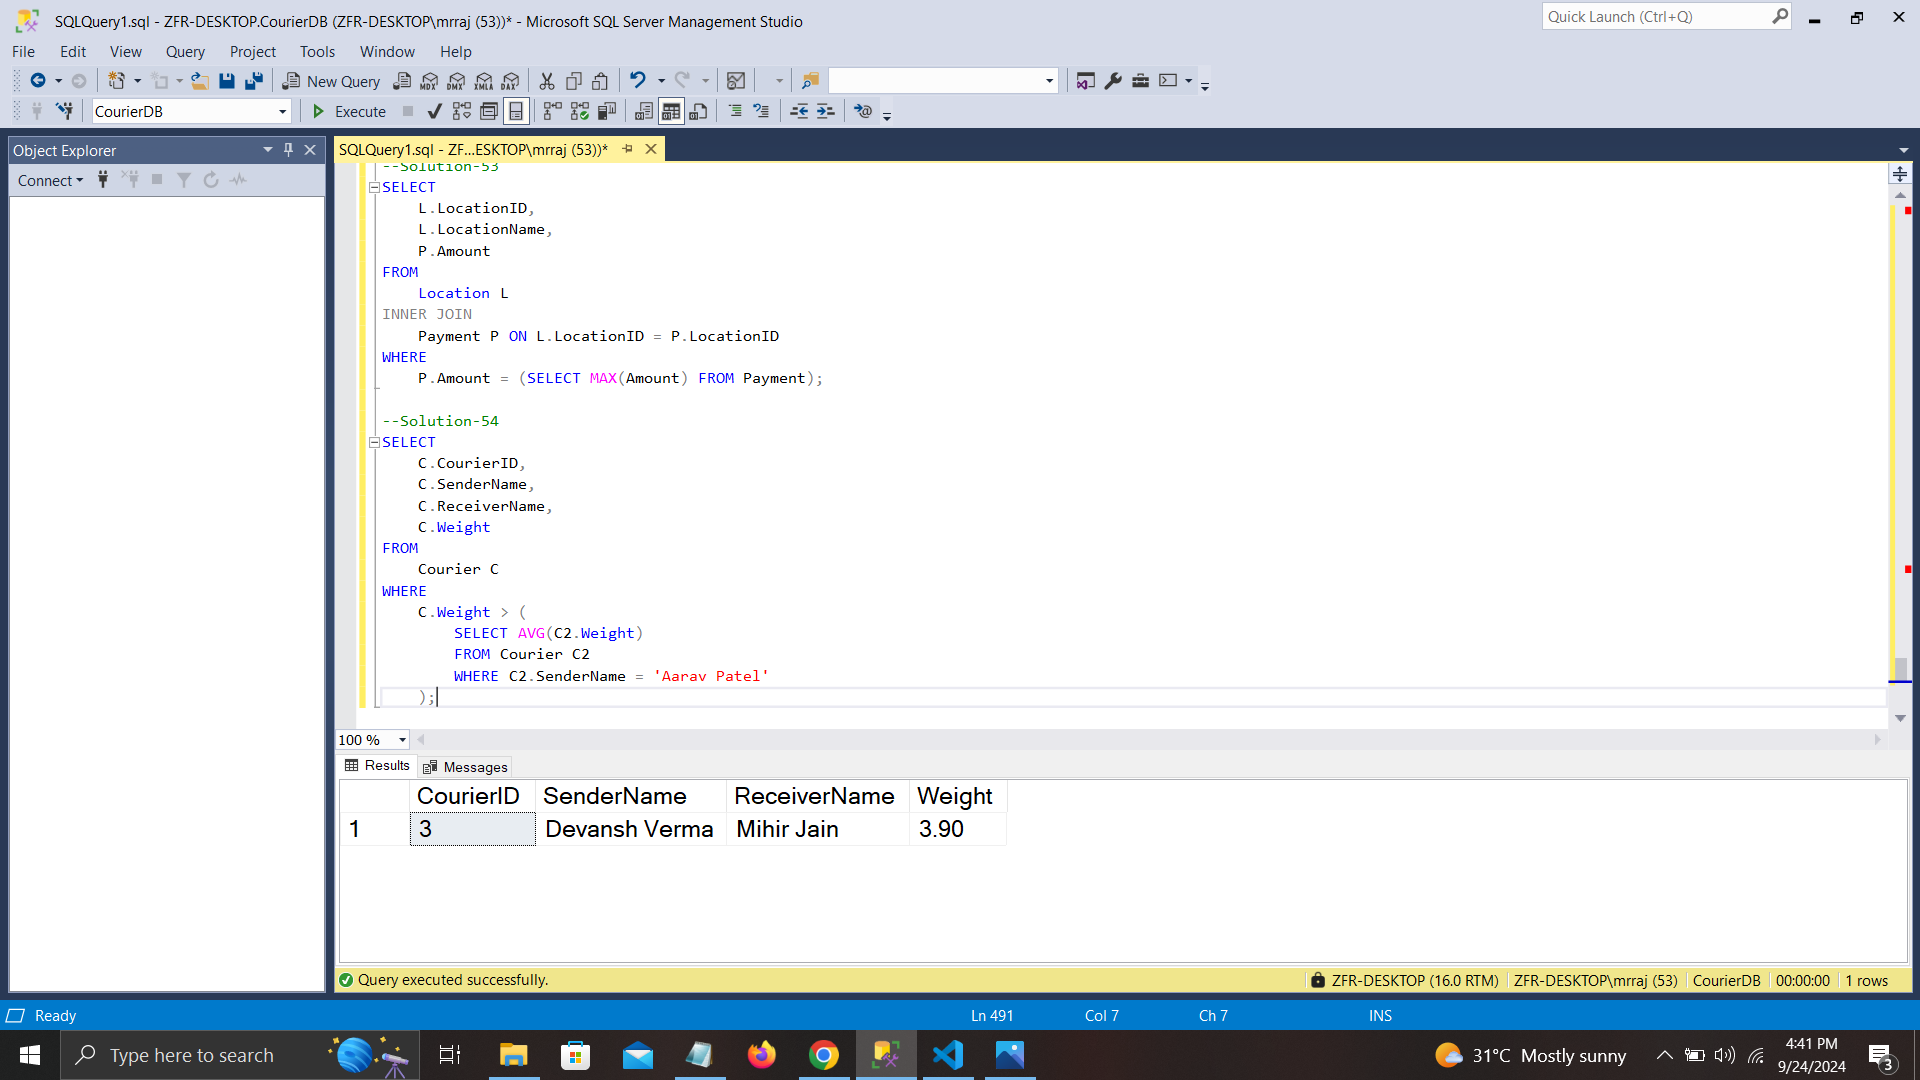 SQLQuery1.sql - ZFR-DESKTOP.CourierDB (ZFR-DESKTOP\mrraj (53))* - Microsoft SQL Server Management Studio
Quick Launch (Ctrl+Q)
File Edit View Query Project Tools Window Help
New Query MDX DMX XMLA DAX
CourierDB Execute
Object Explorer
SQLQuery1.sql - ZF...ESKTOP\mrraj (53))*
Connect
--Solution-53
SELECT
L.LocationID,
L.LocationName,
P.Amount
FROM
Location L
INNER JOIN
Payment P ON L.LocationID = P.LocationID
WHERE
P.Amount = (SELECT MAX(Amount) FROM Payment);
--Solution-54
SELECT
C.CourierID,
C.SenderName,
C.ReceiverName,
C.Weight
FROM
Courier C
WHERE
C.Weight > (
SELECT AVG(C2.Weight)
FROM Courier C2
WHERE C2.SenderName = 'Aarav Patel'
);
100 %
Results Messages
CourierID SenderName ReceiverName Weight
1 3 Devansh Verma Mihir Jain 3.90
Query executed successfully. ZFR-DESKTOP (16.0 RTM) ZFR-DESKTOP\mrraj (53) CourierDB 00:00:00 1 rows
Ready Ln 491 Col 7 Ch 7 INS
Type here to search
31°C Mostly sunny
4:41 PM
9/24/2024
3